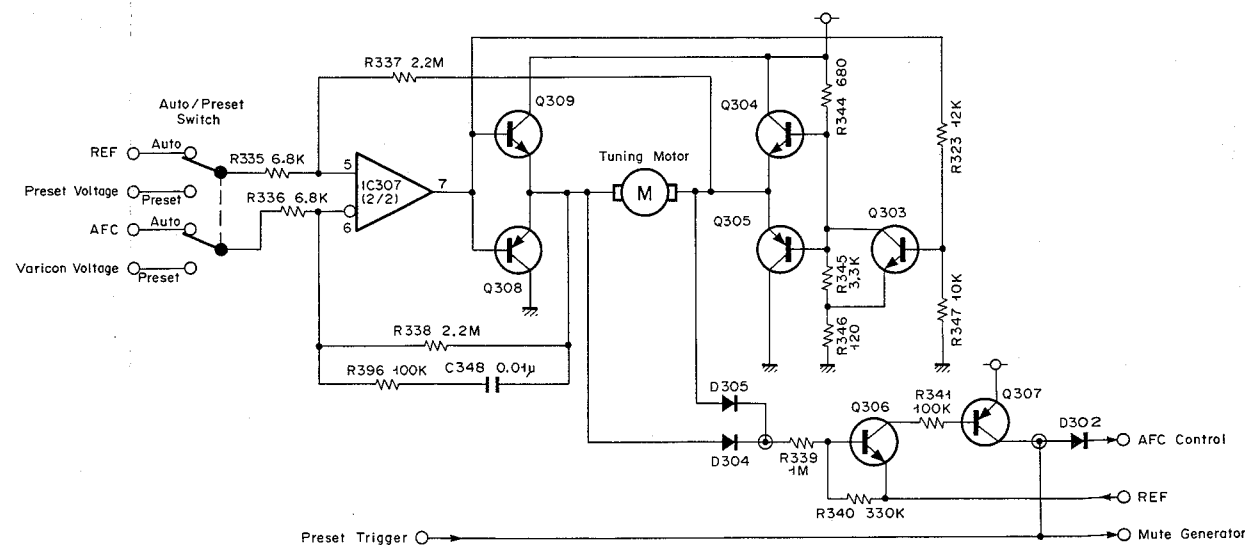 R337 2.2M
Q309
Q304
R344 680
Auto/Preset
Switch
REF
Auto
R335 6.8K
5
Preset Voltage
Preset
R336 6.8K
IC307
(2/2)
7
6
AFC
Auto
Varicon Voltage
Preset
Q308
Tuning Motor
M
Q305
R323 12K
Q303
R345
3.3K
R346
120
R347 10K
R338 2.2M
R396 100K
C348 0.01μ
D305
D304
R339
1M
Q306
R341
100K
Q307
D302
AFC Control
R340 330K
REF
Preset Trigger
Mute Generator